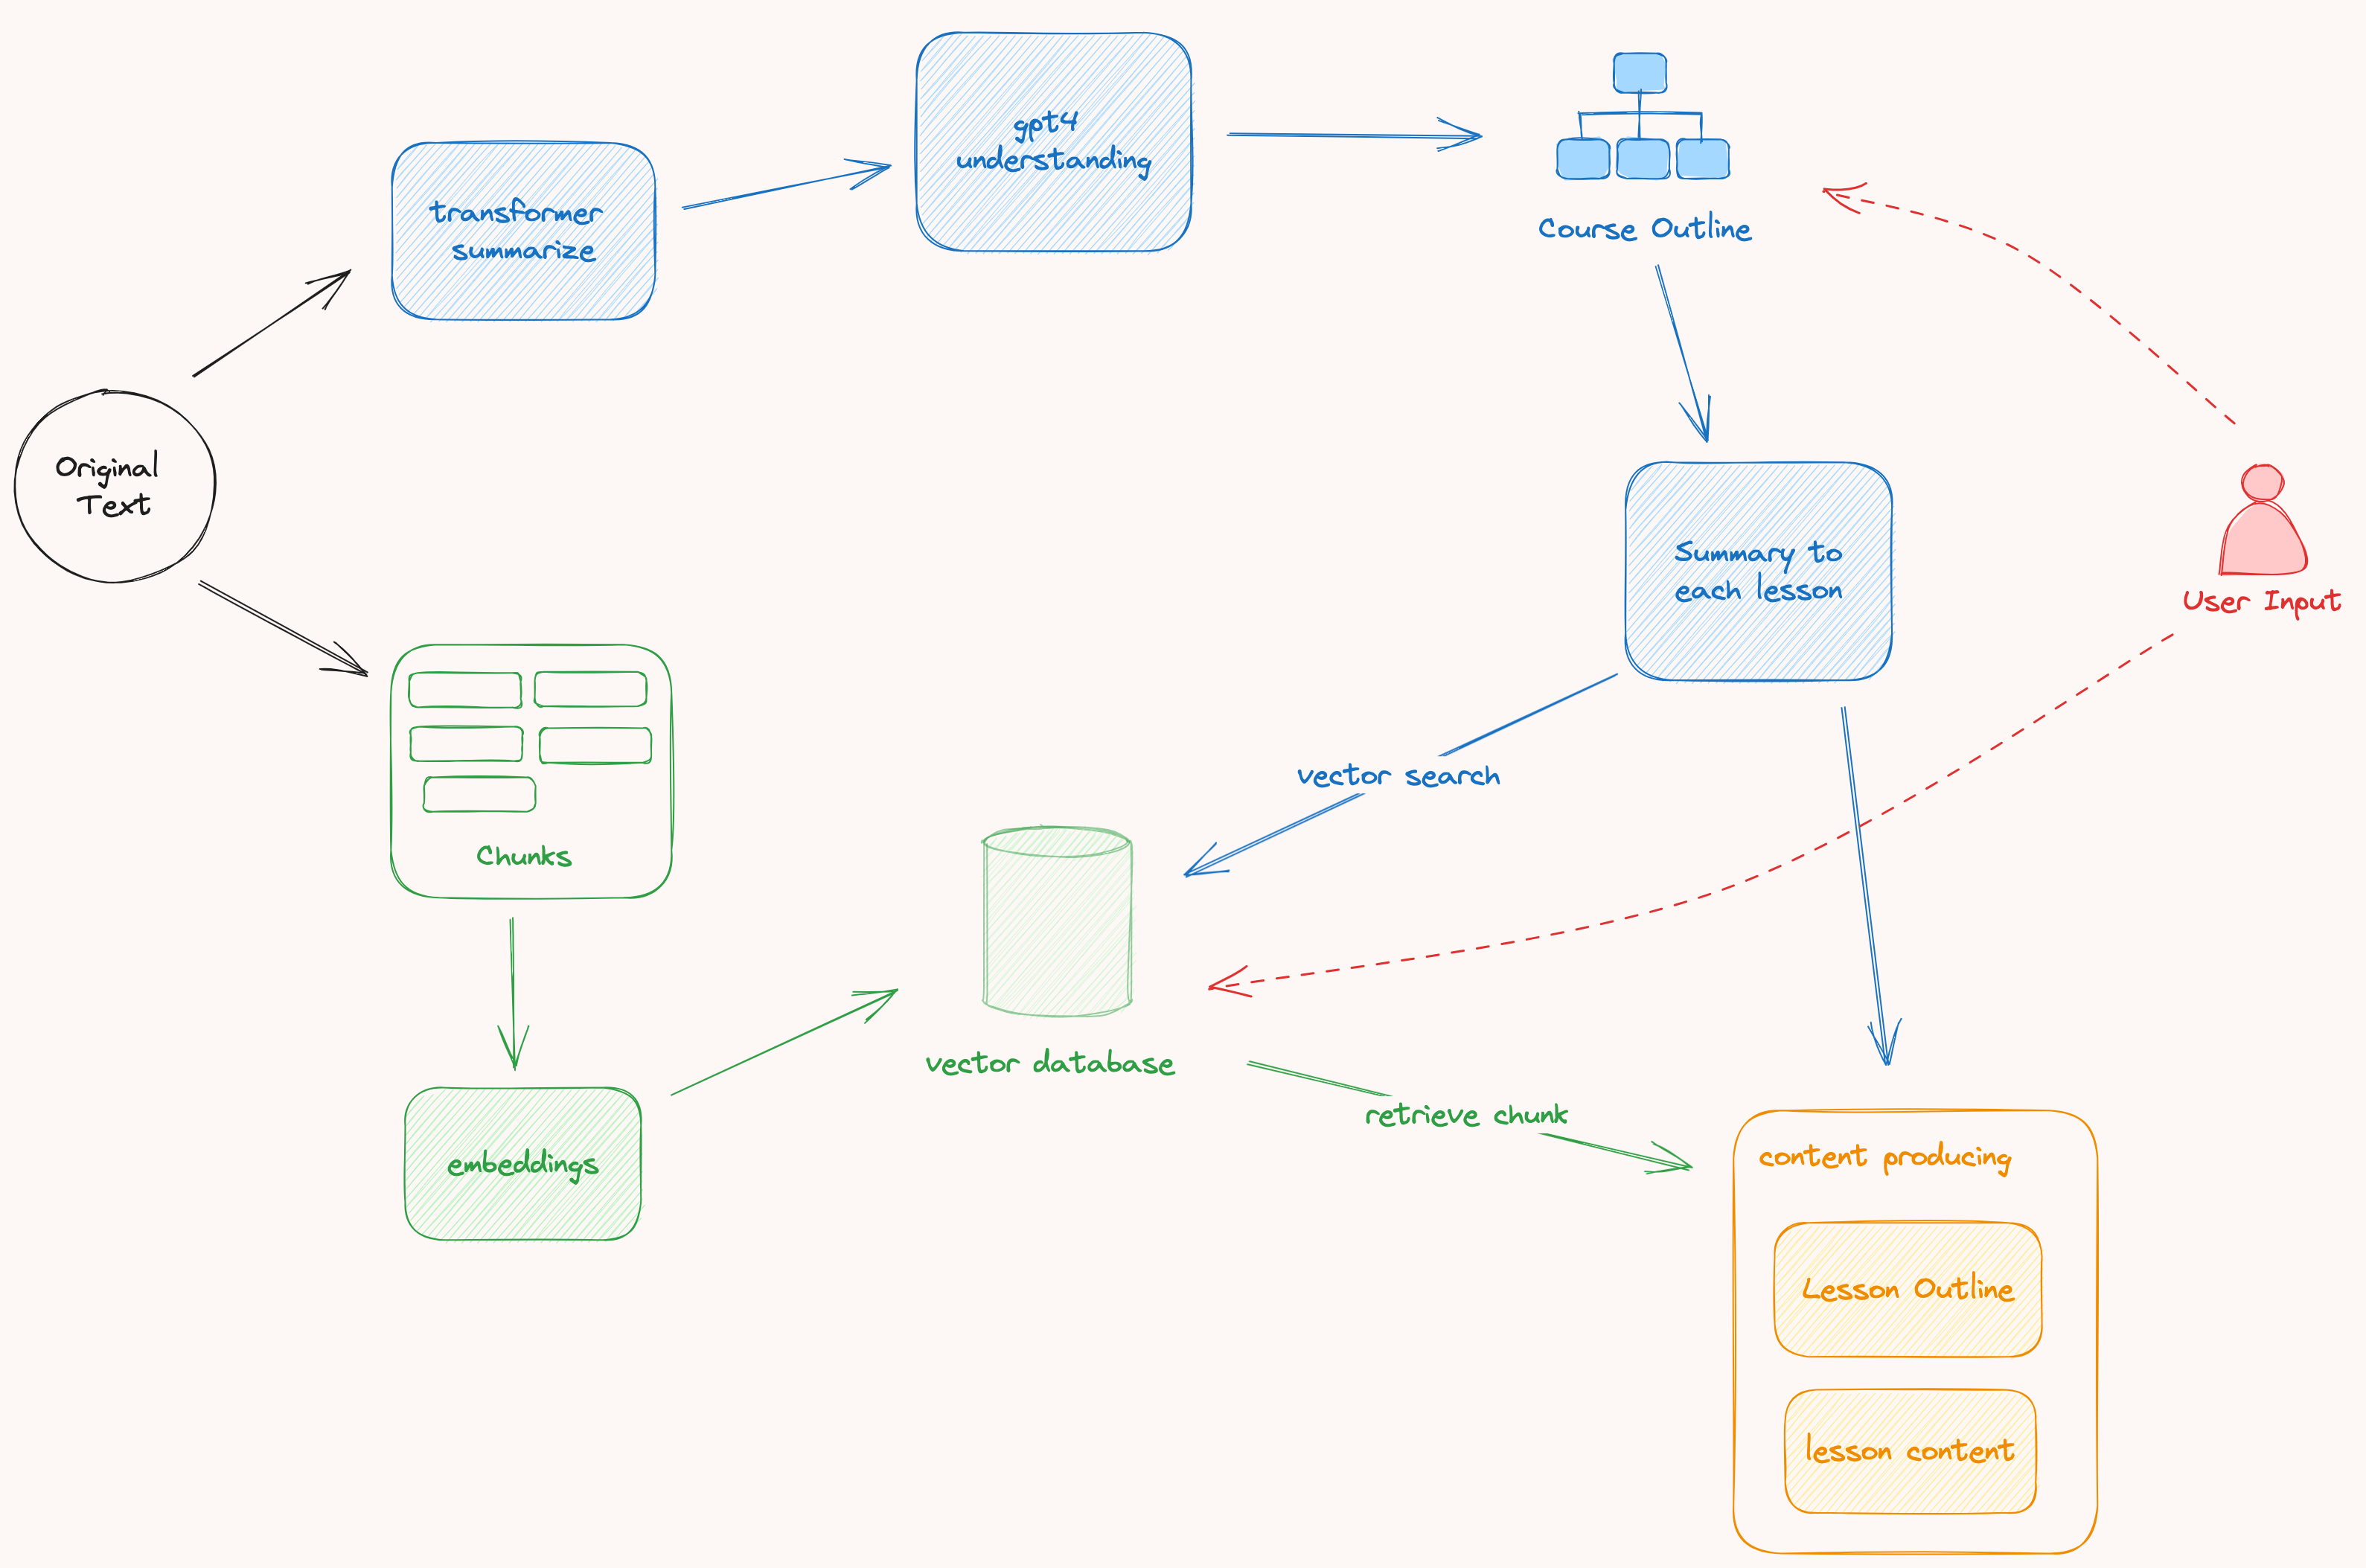 gpt4
understanding
transformer
summarize
Course Outline
Original
Text
Summary to
each lesson
User Input
vector search
Chunks
vector database
retrieve chunk
embeddings
content producing
Lesson Outline
lesson content